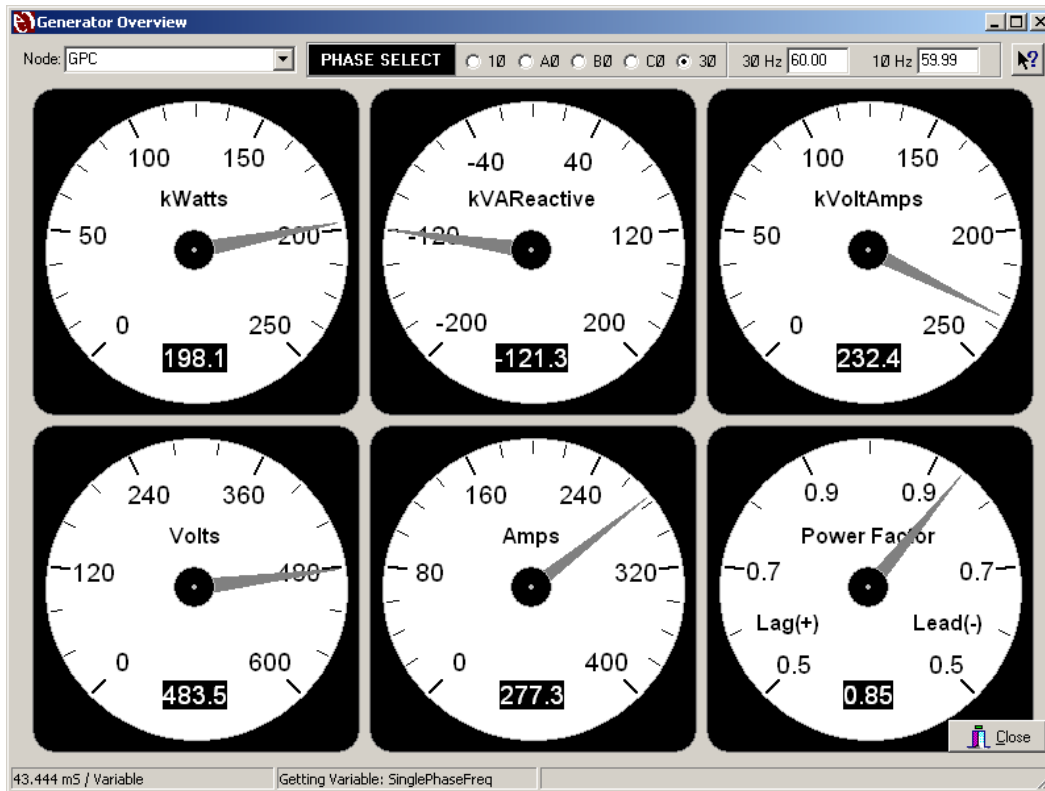 Generator Overview
Node: GPC PHASE SELECT 1Ø AØ BØ CØ 3Ø 3Ø Hz 60.00 1Ø Hz 59.99
100 150
kWatts
50 200
0 250
198.1
-40 40
kVAReactive
-120 120
-200 200
-121.3
100 150
kVoltAmps
50 200
0 250
232.4
240 360
Volts
120 480
0 600
483.5
160 240
Amps
80 320
0 400
277.3
0.9 0.9
Power Factor
0.7 0.7
Lag(+) Lead(-)
0.5 0.5
0.85
Close
43.444 mS / Variable Getting Variable: SinglePhaseFreq